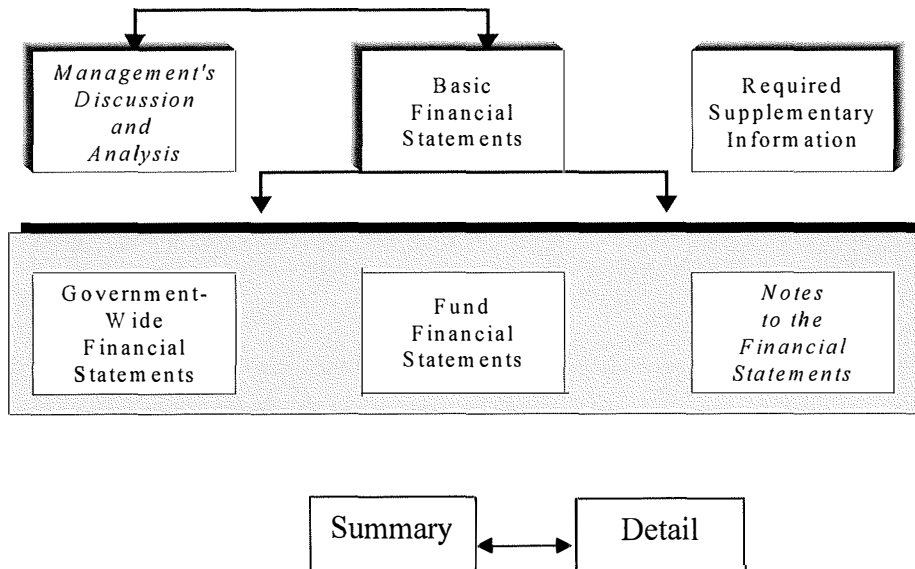 Management's
Discussion
and
Analysis
Basic
Financial
Statements
Required
Supplementary
Information
Government-
Wide
Financial
Statements
Fund
Financial
Statements
Notes
to the
Financial
Statements
Summary
Detail